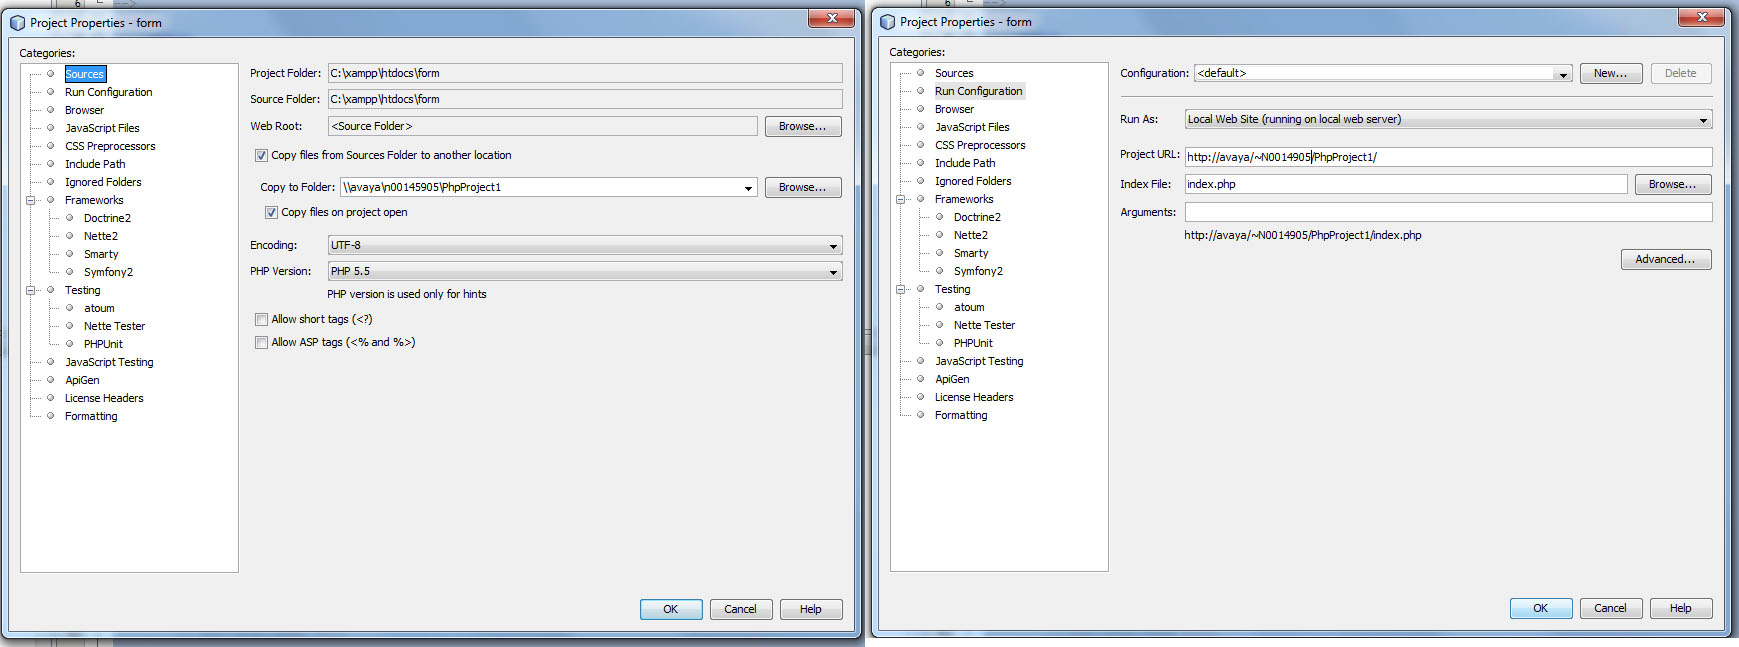 6
Project Properties - form
Categories:
Sources
Run Configuration
Browser
JavaScript Files
CSS Preprocessors
Include Path
Ignored Folders
Frameworks
Doctrine2
Nette2
Smarty
Symfony2
Testing
atoum
Nette Tester
PHPUnit
JavaScript Testing
ApiGen
License Headers
Formatting
Project Folder: C:\xampp\htdocs\form
Source Folder: C:\xampp\htdocs\form
Web Root: <Source Folder> Browse...
Copy files from Sources Folder to another location
Copy to Folder: \\avaya\n00145905\PhpProject1 Browse...
Copy files on project open
Encoding: UTF-8
PHP Version: PHP 5.5
PHP version is used only for hints
Allow short tags (<?)
Allow ASP tags (<% and %>)
OK Cancel Help
6
Project Properties - form
Categories:
Sources
Run Configuration
Browser
JavaScript Files
CSS Preprocessors
Include Path
Ignored Folders
Frameworks
Doctrine2
Nette2
Smarty
Symfony2
Testing
atoum
Nette Tester
PHPUnit
JavaScript Testing
ApiGen
License Headers
Formatting
Configuration: <default> New... Delete
Run As: Local Web Site (running on local web server)
Project URL: http://avaya/~N0014905/PhpProject1/
Index File: index.php Browse...
Arguments:
http://avaya/~N0014905/PhpProject1/index.php
Advanced...
OK Cancel Help